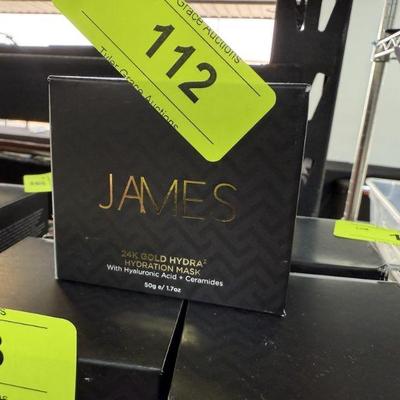 Grace Auctions
112
Tyler Grace Auctions
JAMES
24K GOLD HYDRA²
HYDRATION MASK
With Hyaluronic Acid + Ceramides
50g e/ 1.7oz